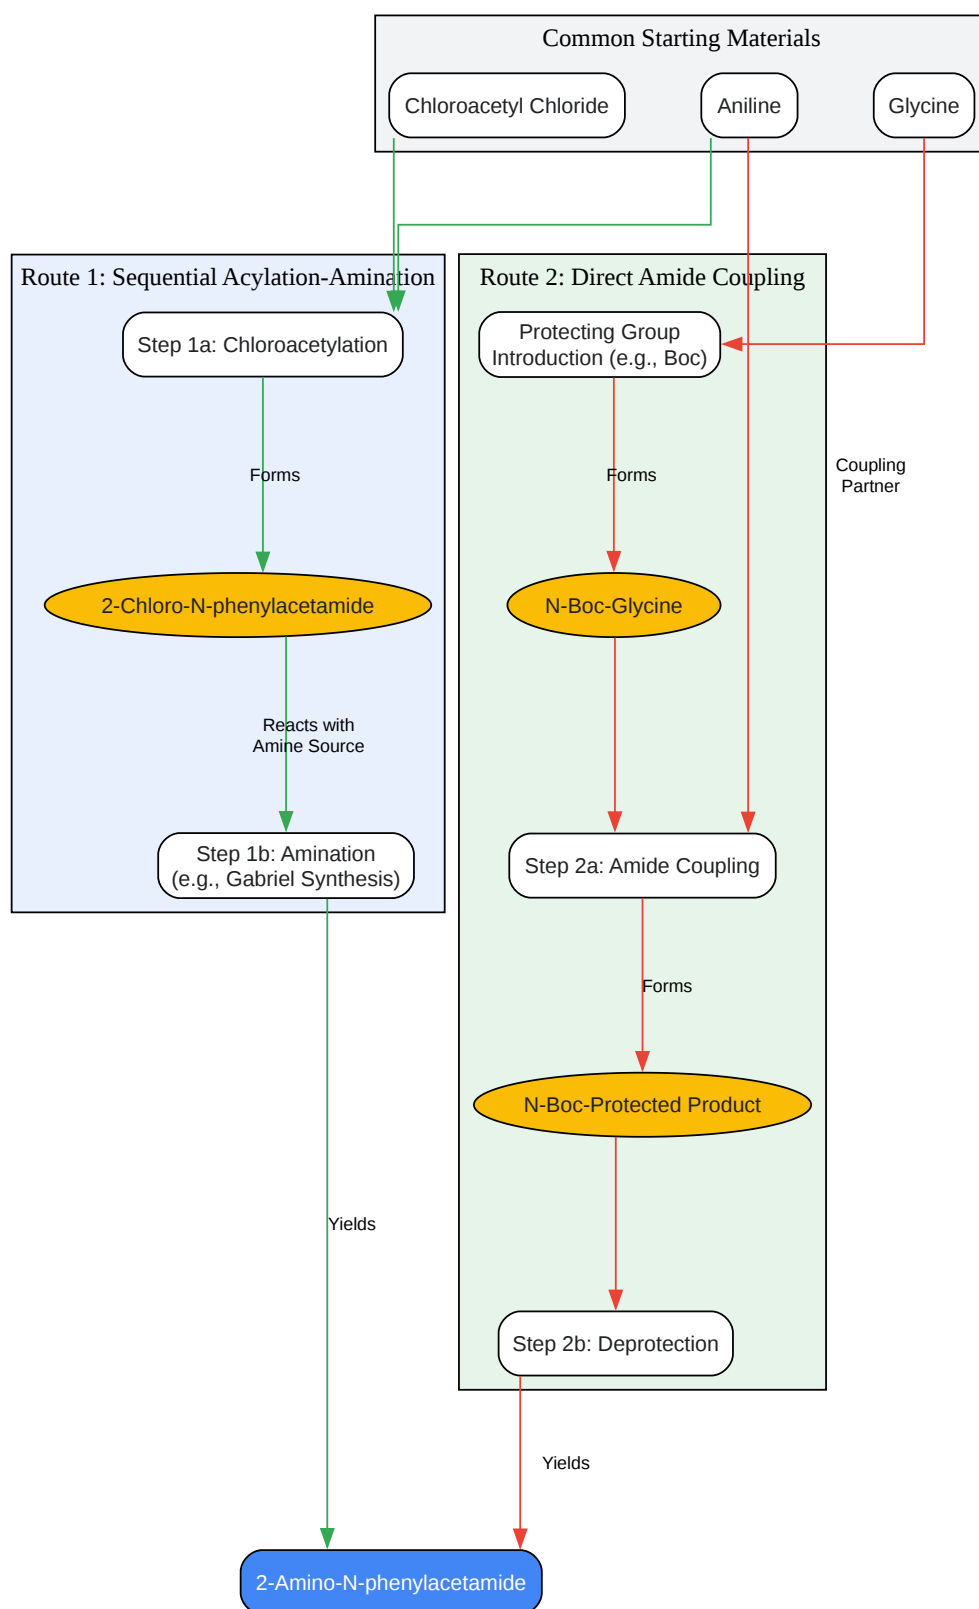 Common Starting Materials
Chloroacetyl Chloride
Aniline
Glycine
Route 1: Sequential Acylation-Amination
Route 2: Direct Amide Coupling
Step 1a: Chloroacetylation
Protecting Group
Introduction (e.g., Boc)
Forms
Forms
Coupling
Partner
2-Chloro-N-phenylacetamide
N-Boc-Glycine
Reacts with
Amine Source
Step 1b: Amination
(e.g., Gabriel Synthesis)
Step 2a: Amide Coupling
Forms
N-Boc-Protected Product
Yields
Step 2b: Deprotection
Yields
2-Amino-N-phenylacetamide